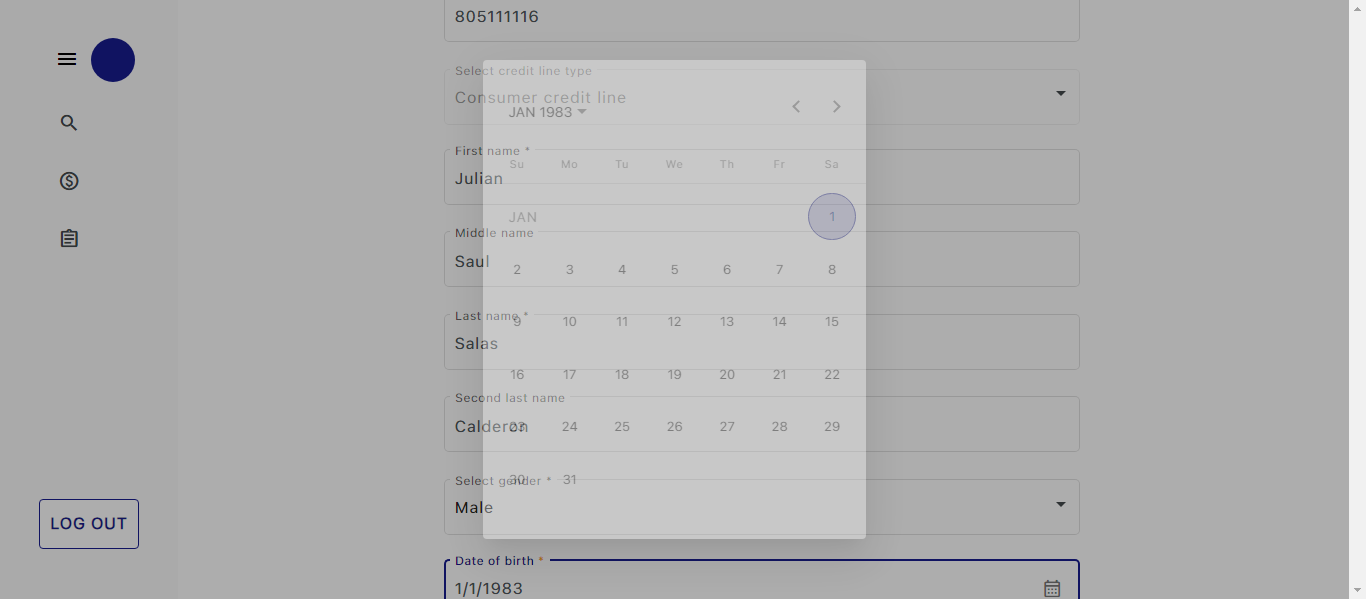 805111116
Select credit line type
Consumer credit line
JAN 1983
First name *
Su Mo Tu We Th Fr Sa
Julian
JAN 1
Middle name
Saul
2 3 4 5 6 7 8
Last name *
9 10 11 12 13 14 15
Salas
16 17 18 19 20 21 22
Second last name
Calderon
23 24 25 26 27 28 29
Select gender *
30 31
Male
LOG OUT
Date of birth *
1/1/1983